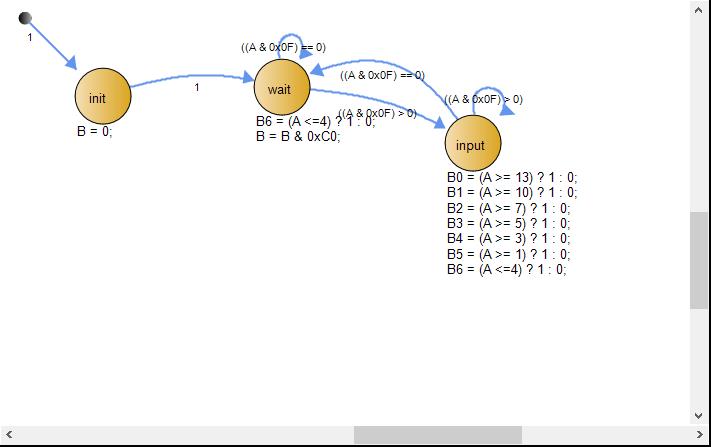 1
init
B = 0;
1
((A & 0x0F) == 0)
wait
B6 = (A <=4) ? 1 : 0;
B = B & 0xC0;
((A & 0x0F) == 0)
((A & 0x0F) > 0)
((A & 0x0F) > 0)
input
B0 = (A >= 13) ? 1 : 0;
B1 = (A >= 10) ? 1 : 0;
B2 = (A >= 7) ? 1 : 0;
B3 = (A >= 5) ? 1 : 0;
B4 = (A >= 3) ? 1 : 0;
B5 = (A >= 1) ? 1 : 0;
B6 = (A <=4) ? 1 : 0;